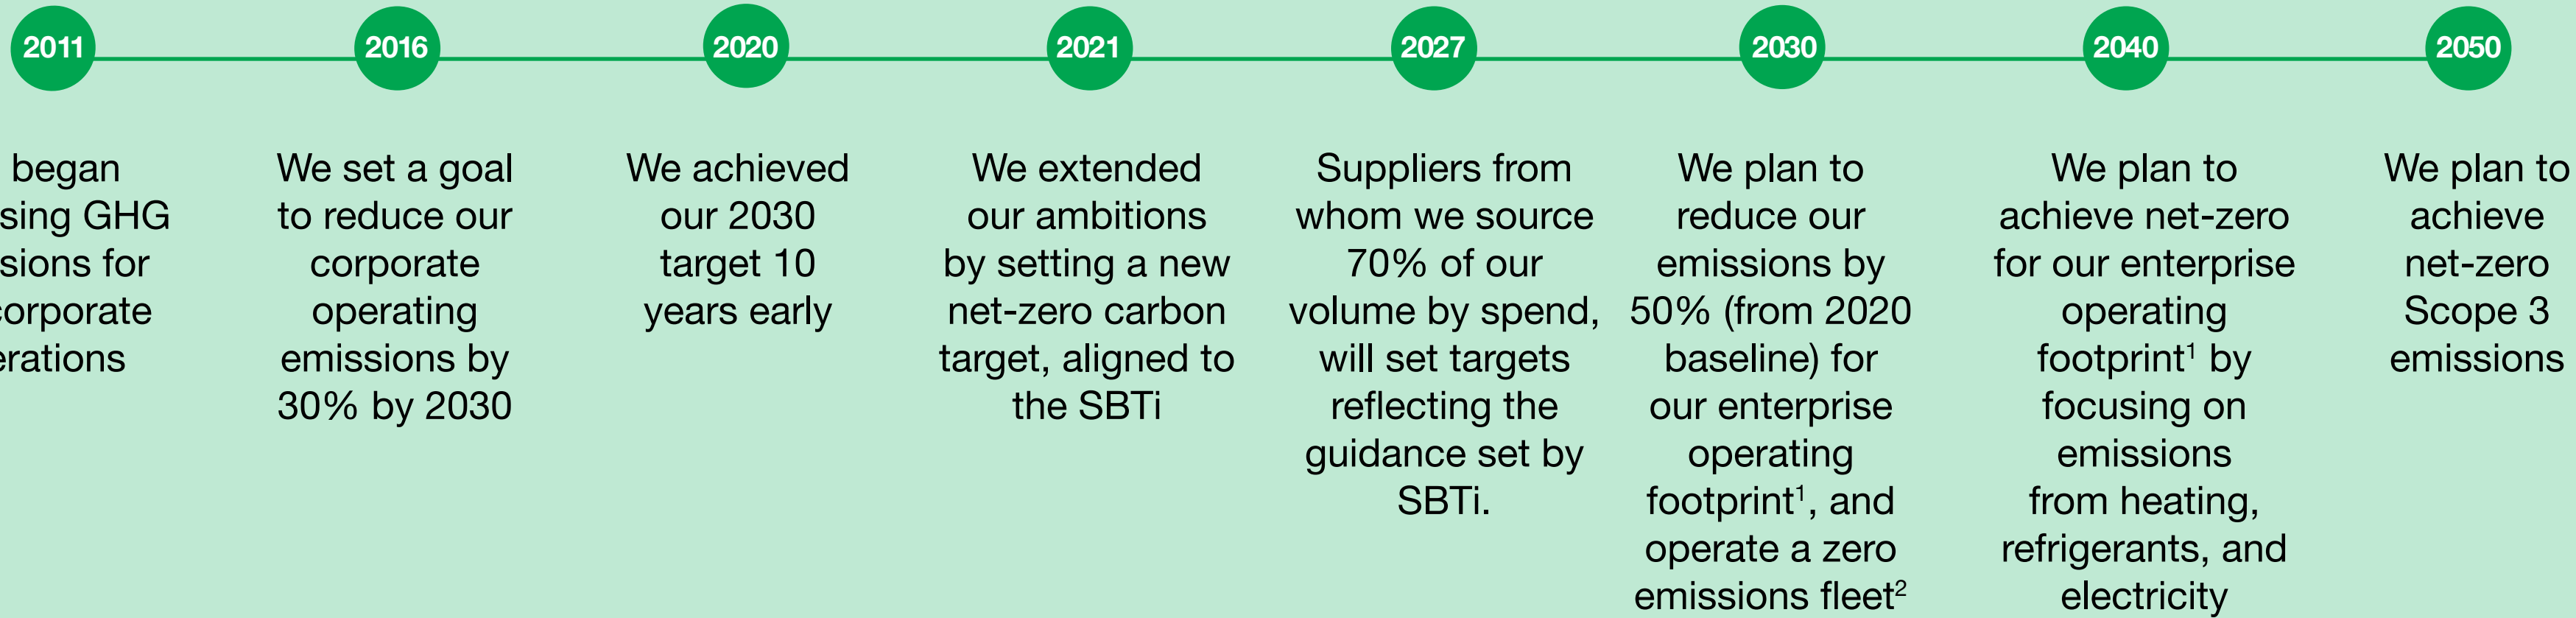 2011
began
sing GHG
sions for
corporate
erations
2016
We set a goal
to reduce our
corporate
operating
emissions by
30% by 2030
2020
We achieved
our 2030
target 10
years early
2021
We extended
our ambitions
by setting a new
net-zero carbon
target, aligned to
the SBTi
2027
Suppliers from
whom we source
70% of our
volume by spend,
will set targets
reflecting the
guidance set by
SBTi.
2030
We plan to
reduce our
emissions by
50% (from 2020
baseline) for
our enterprise
operating
footprint¹, and
operate a zero
emissions fleet²
2040
We plan to
achieve net-zero
for our enterprise
operating
footprint¹ by
focusing on
emissions
from heating,
refrigerants, and
electricity
2050
We plan to
achieve
net-zero
Scope 3
emissions